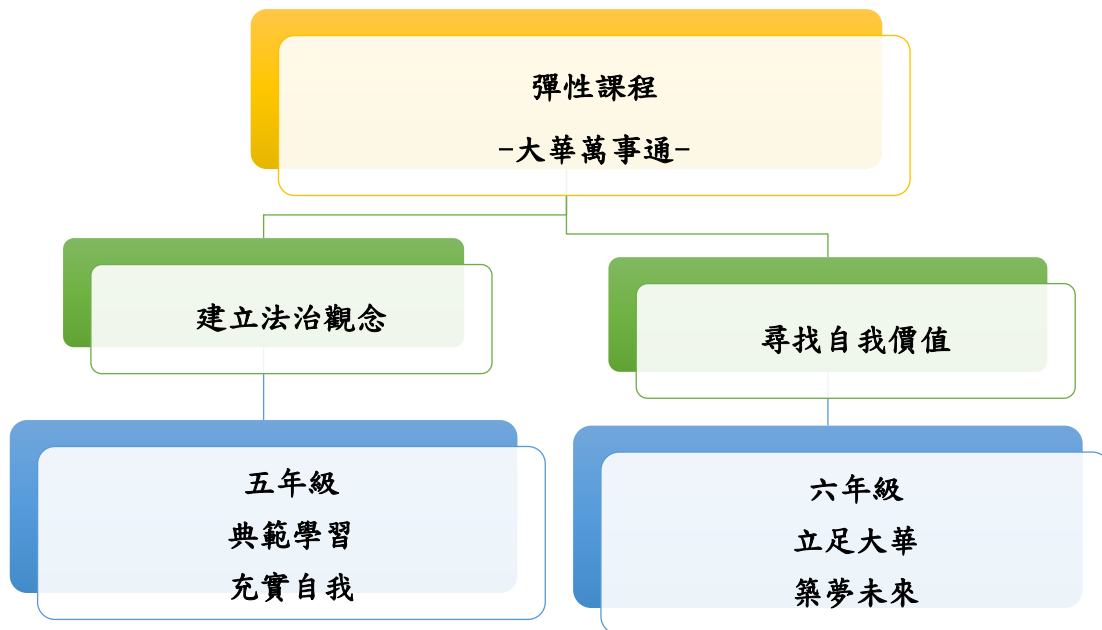 彈性課程
-大華萬事通-
建立法治觀念
尋找自我價值
五年級
典範學習
充實自我
六年級
立足大華
築夢未來